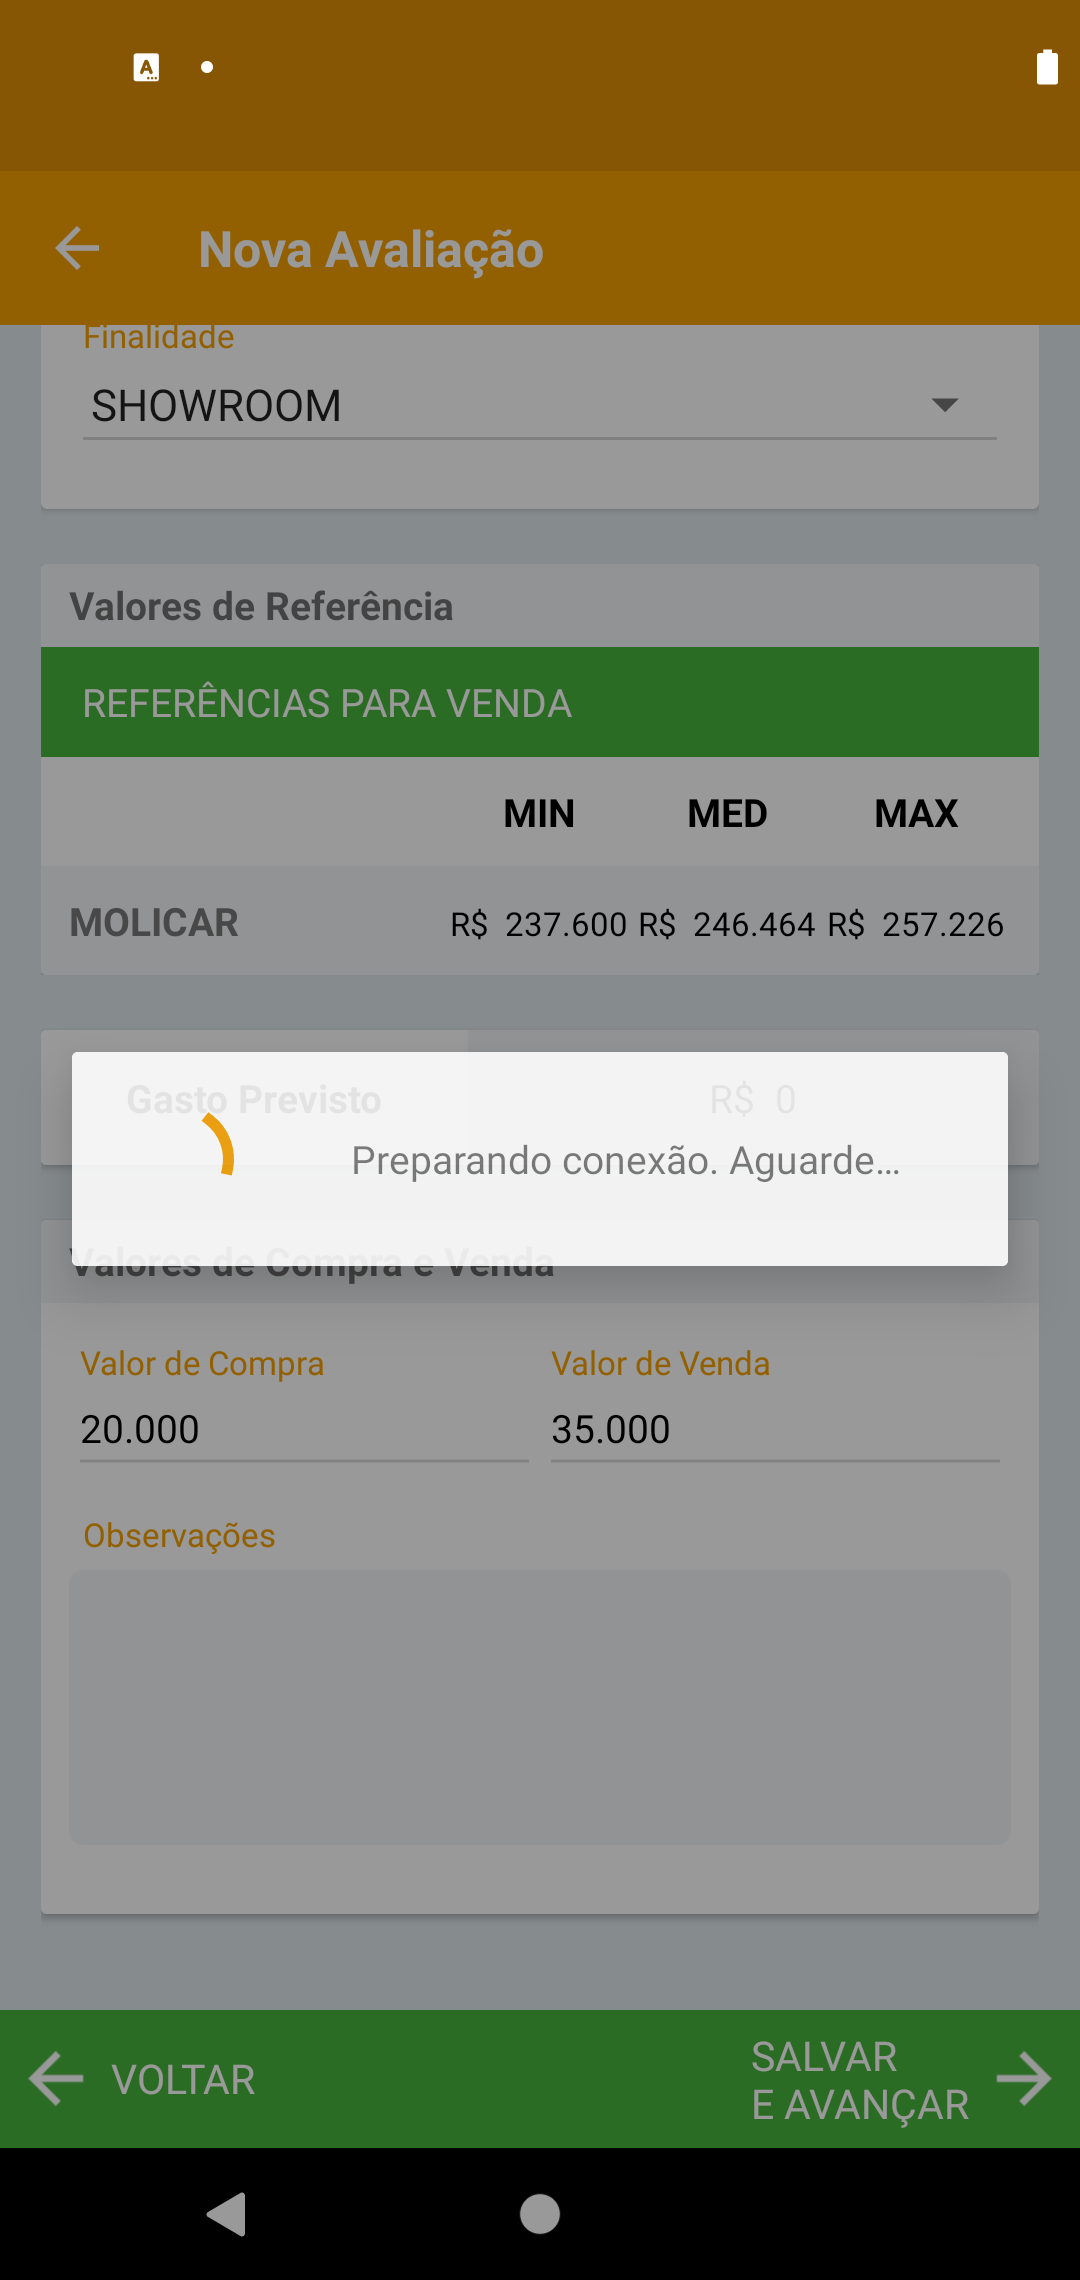 Nova Avaliação
Finalidade
SHOWROOM
Valores de Referência
REFERÊNCIAS PARA VENDA
MIN MED MAX
MOLICAR R$ 237.600 R$ 246.464 R$ 257.226
Gasto Previsto R$ 0
Preparando conexão. Aguarde...
Valores de Compra e Venda
Valor de Compra Valor de Venda
20.000 35.000
Observações
VOLTAR
SALVAR
E AVANÇAR